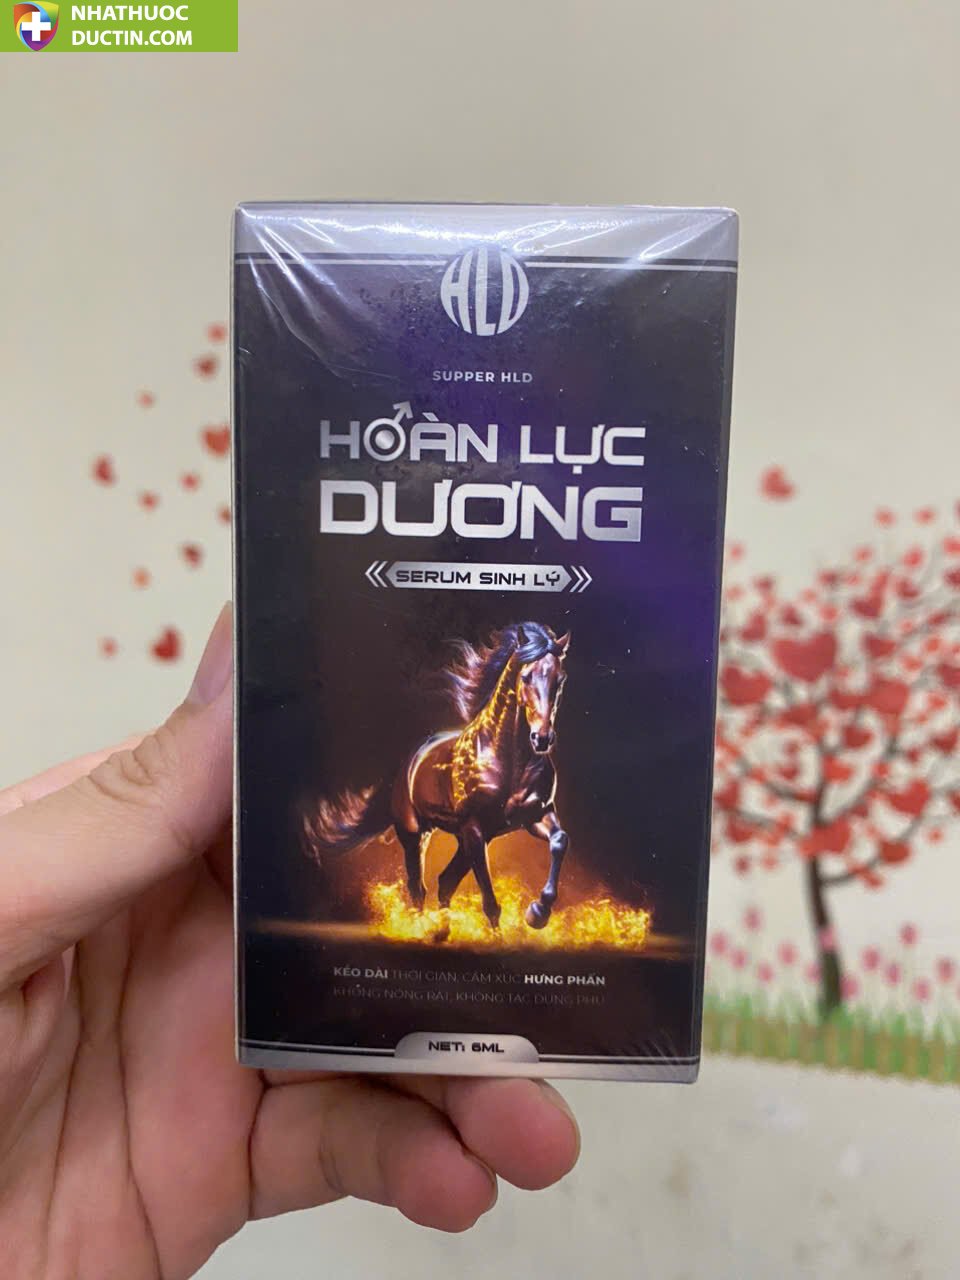 NHATHUOC
DUCTIN.COM
HLD
SUPPER HLD
HOÀN LỰC
DƯƠNG
SERUM SINH LÝ
KÉO DÀI THỜI GIAN, CẢM XÚC HƯNG PHẤN
KHÔNG NÓNG RÁT, KHÔNG TÁC DỤNG PHỤ
NET: 6ML